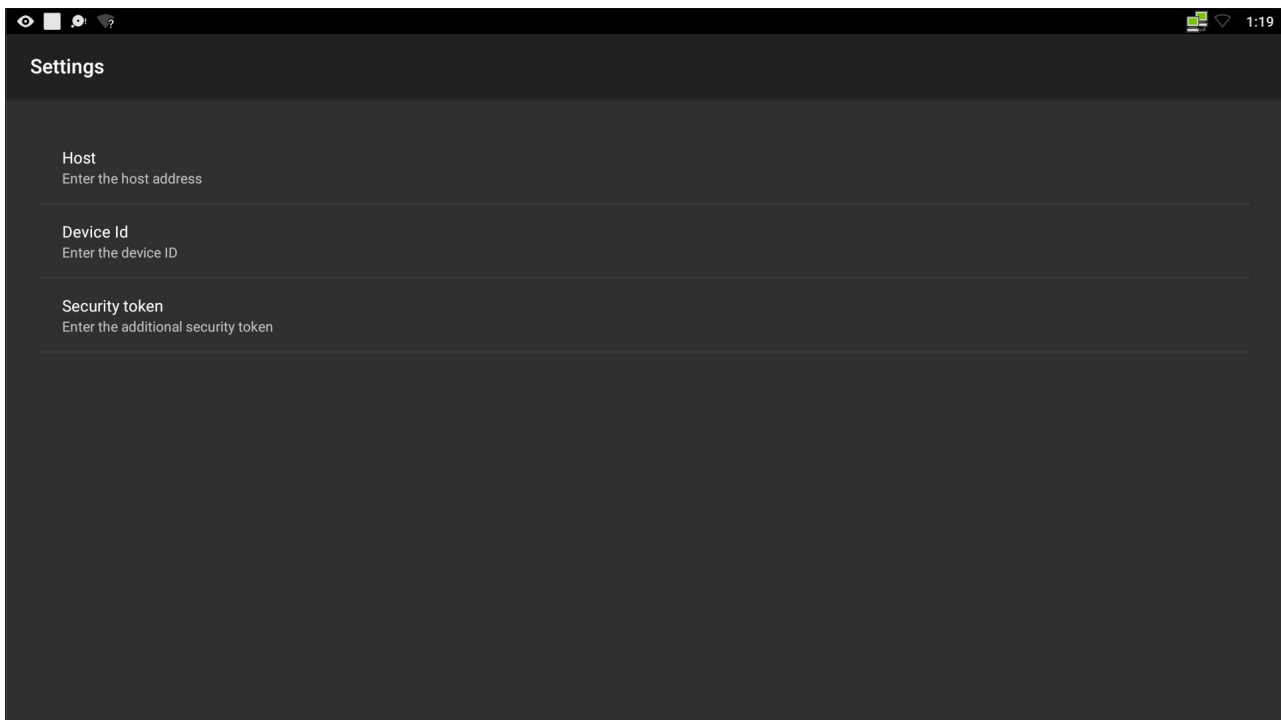 1:19
Settings
Host
Enter the host address
Device Id
Enter the device ID
Security token
Enter the additional security token